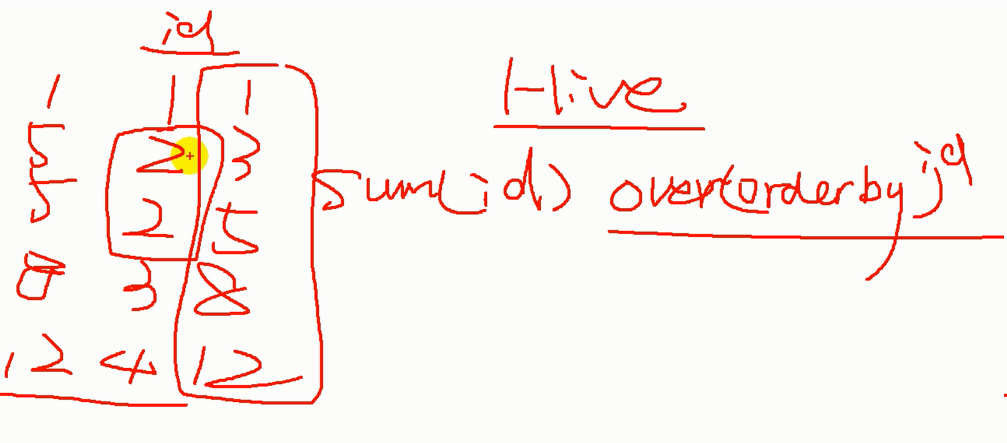 id
1 1 1 Hive
5 2 3 sum(id) over(order by id)
5 2 5
8 3 8
12 4 12